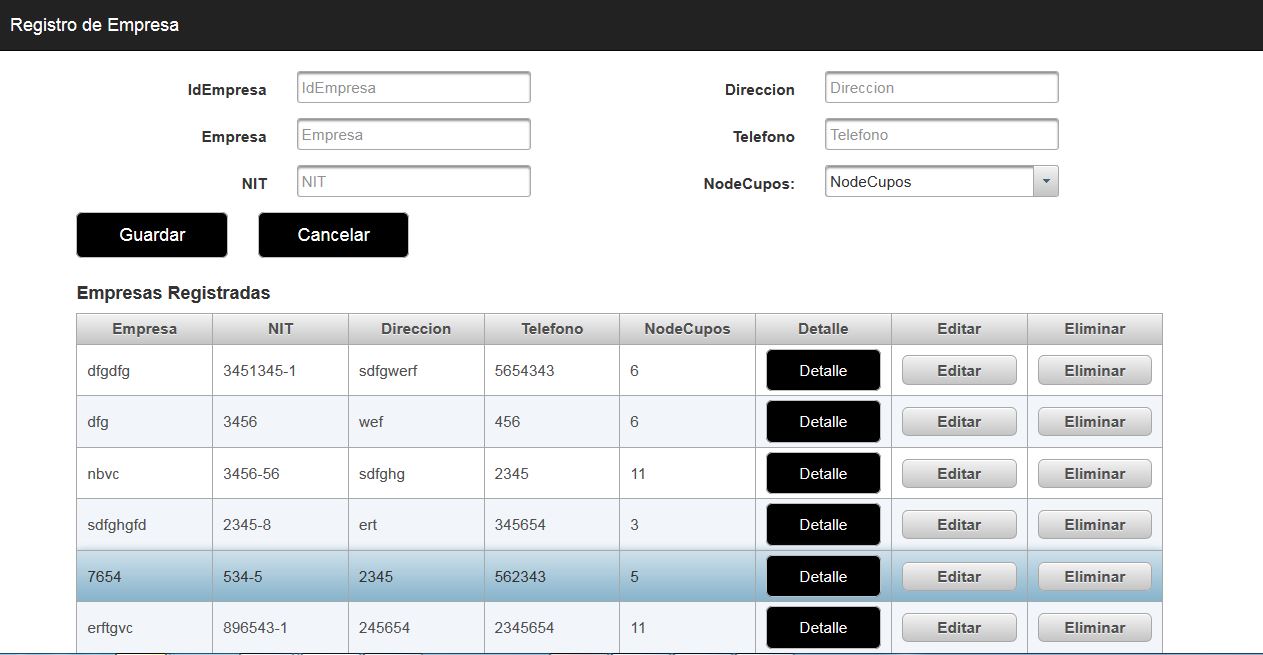 Registro de Empresa
IdEmpresa IdEmpresa Direccion Direccion
Empresa Empresa Telefono Telefono
NIT NIT NodeCupos: NodeCupos
Guardar Cancelar
Empresas Registradas
Empresa NIT Direccion Telefono NodeCupos Detalle Editar Eliminar
dfgdfg 3451345-1 sdfgwerf 5654343 6 Detalle Editar Eliminar
dfg 3456 wef 456 6 Detalle Editar Eliminar
nbvc 3456-56 sdfghg 2345 11 Detalle Editar Eliminar
sdfghgfd 2345-8 ert 345654 3 Detalle Editar Eliminar
7654 534-5 2345 562343 5 Detalle Editar Eliminar
erftgvc 896543-1 245654 2345654 11 Detalle Editar Eliminar